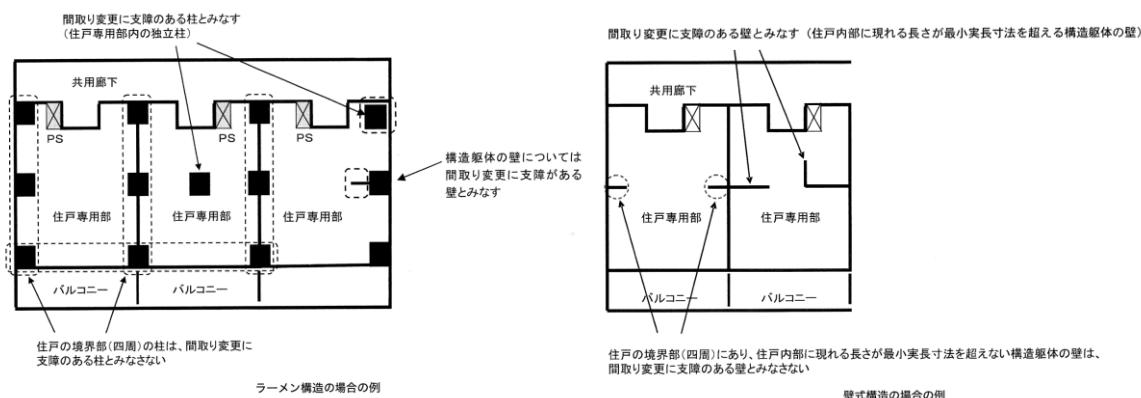 間取り変更に支障のある柱とみなす
（住戸専用部内の独立柱）
共用廊下
PS
PS
PS
構造躯体の壁については
間取り変更に支障がある
壁とみなす
住戸専用部
住戸専用部
住戸専用部
バルコニー
バルコニー
住戸の境界部（四周）の柱は、間取り変更に
支障のある柱とみなさない
ラーメン構造の場合の例
間取り変更に支障のある壁とみなす（住戸内部に現れる長さが最小実長寸法を超える構造躯体の壁）
共用廊下
住戸専用部
住戸専用部
バルコニー
バルコニー
住戸の境界部（四周）にあり、住戸内部に現れる長さが最小実長寸法を超えない構造躯体の壁は、
間取り変更に支障のある壁とみなさない
壁式構造の場合の例